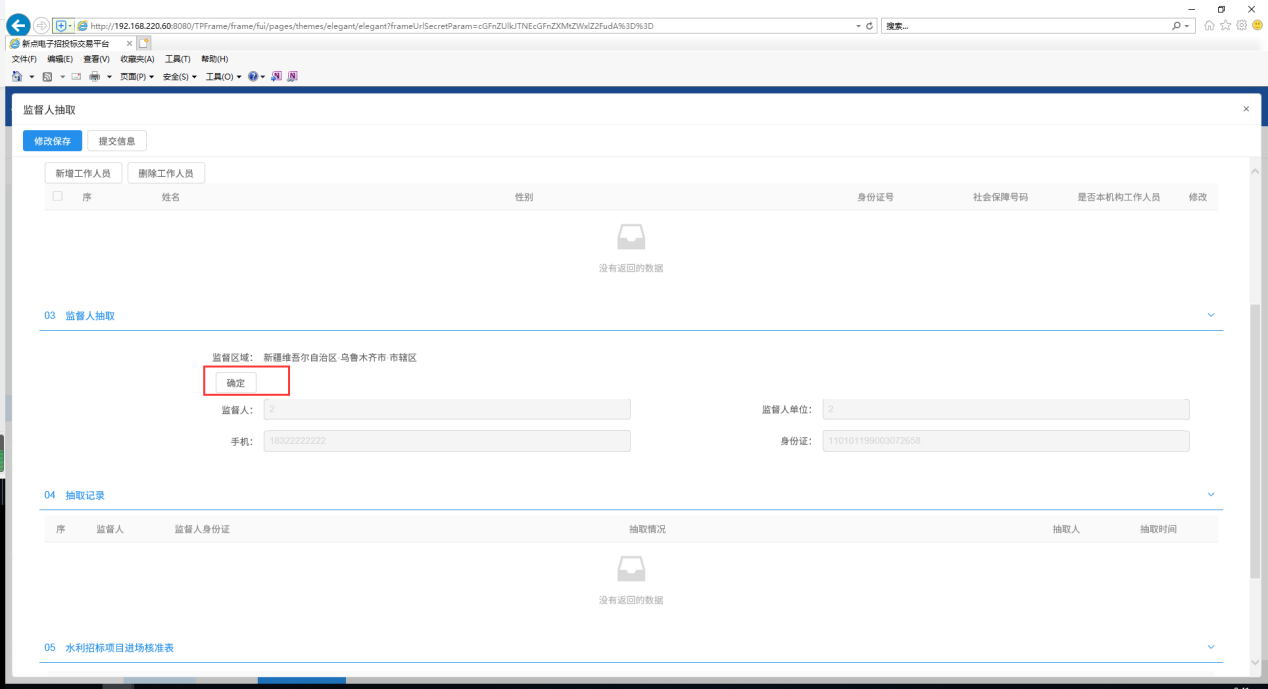 http://192.168.220.60:8080/TPFrame/frame/fui/pages/themes/elegant/elegant?frameUrlSecretParam=cGFnZUlkJTNEcGFnZXMtZWxlZ2FudA%3D%3D 搜索...
新点电子招投标交易平台
文件(F) 编辑(E) 查看(V) 收藏夹(A) 工具(T) 帮助(H)
页面(P) 安全(S) 工具(O)
监督人抽取
修改保存 提交信息
新增工作人员 删除工作人员
序 姓名 性别 身份证号 社会保障号码 是否本机构工作人员 修改
没有返回的数据
03 监督人抽取
监督区域: 新疆维吾尔自治区·乌鲁木齐市·市辖区
确定
监督人: 2 监督人单位: 2
手机: 18322222222 身份证: 110101199003072658
04 抽取记录
序 监督人 监督人身份证 抽取情况 抽取人 抽取时间
没有返回的数据
05 水利招标项目进场核准表